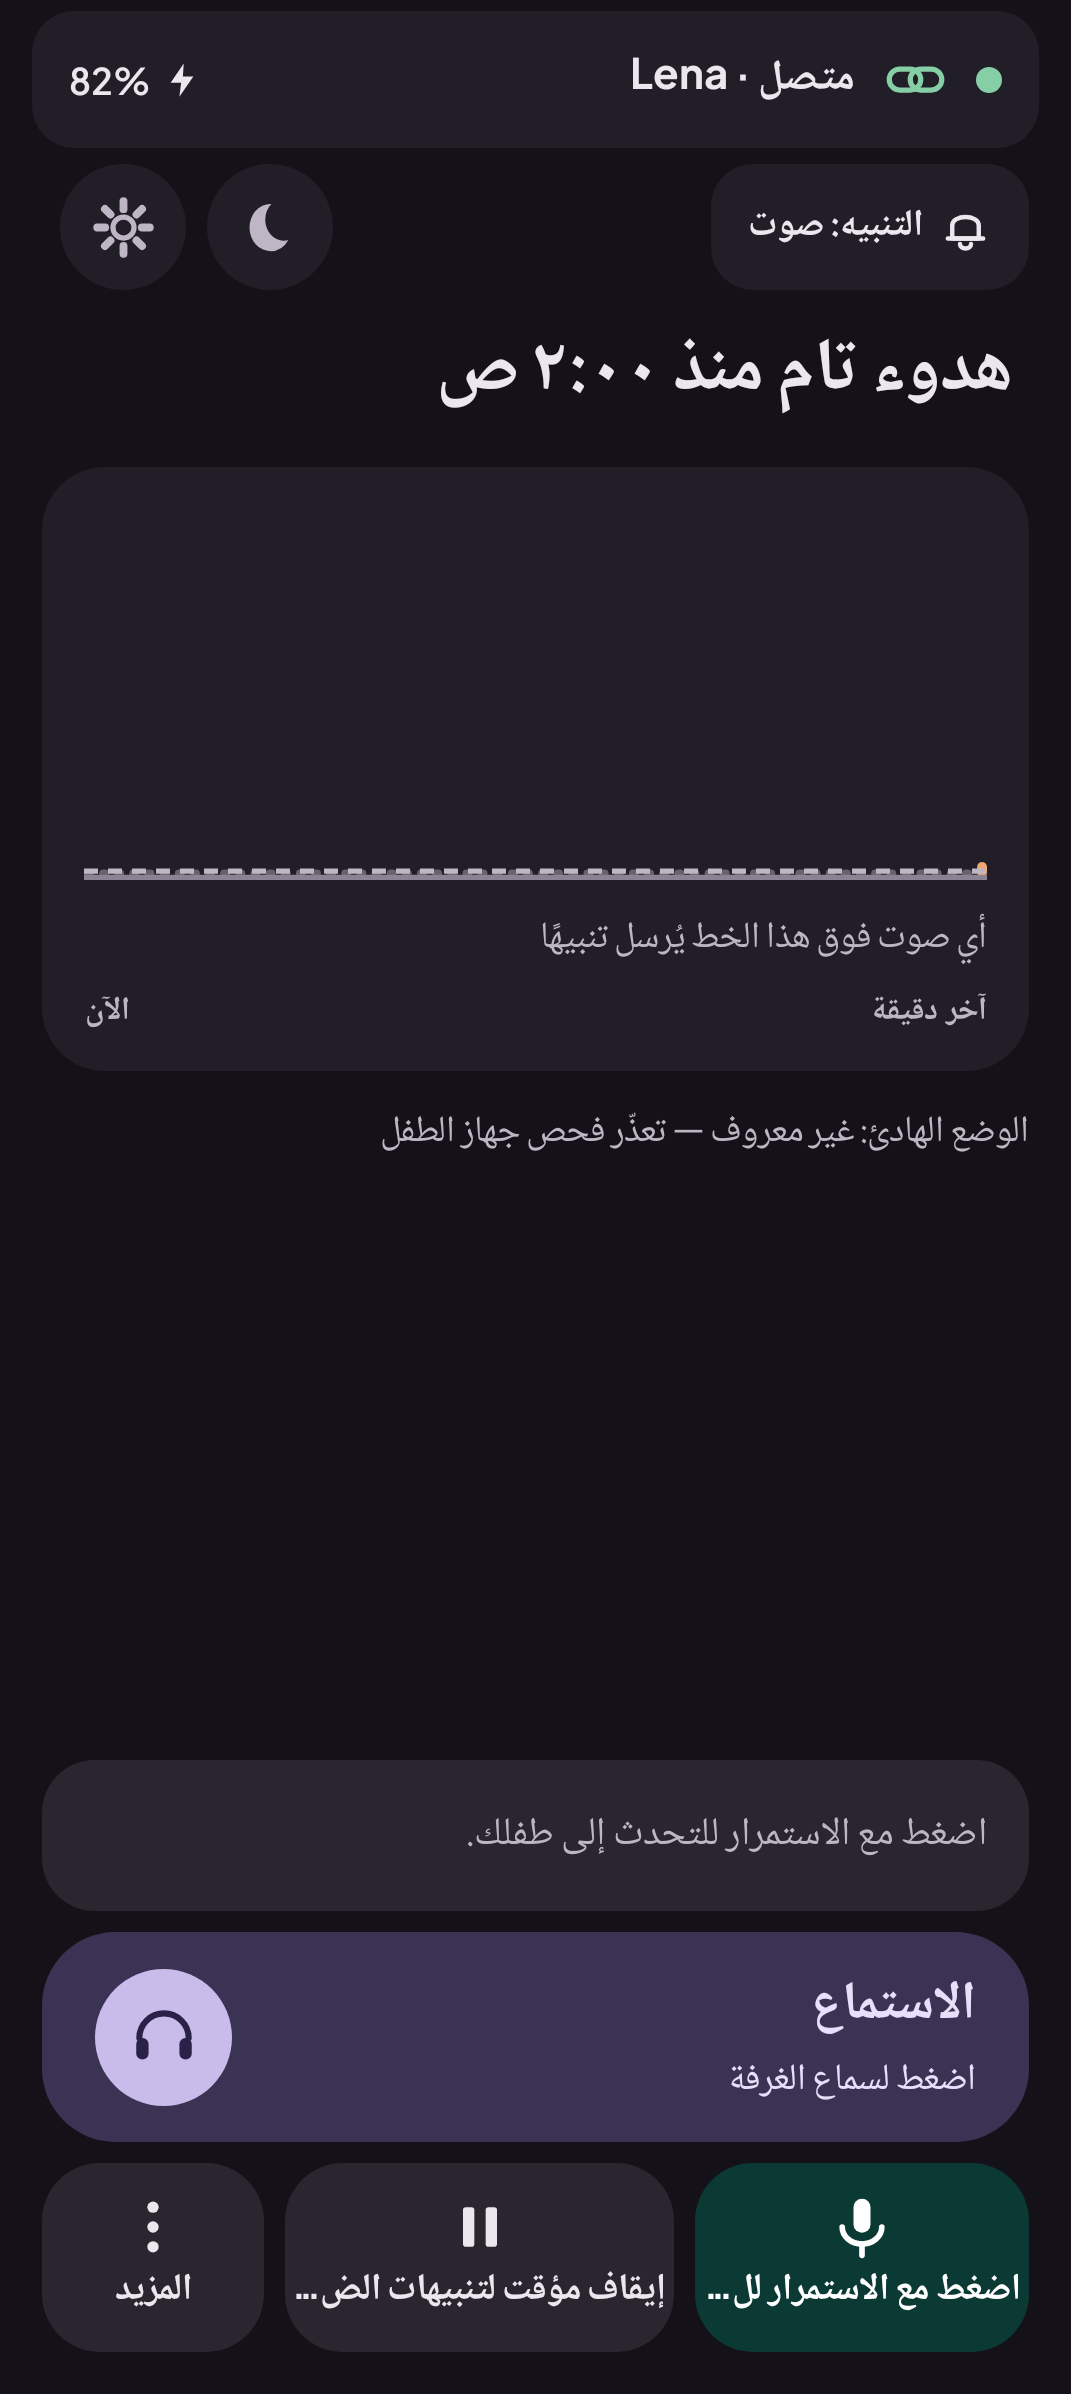 متصل · Lena
82%
التنبيه: صوت
هدوء تام منذ ٢:٠٠ ص
أي صوت فوق هذا الخط يُرسل تنبيهًا
آخر دقيقة
الآن
الوضع الهادئ: غير معروف — تعذّر فحص جهاز الطفل
اضغط مع الاستمرار للتحدث إلى طفلك.
الاستماع
اضغط لسماع الغرفة
اضغط مع الاستمرار لل...
إيقاف مؤقت لتنبيهات الض...
المزيد